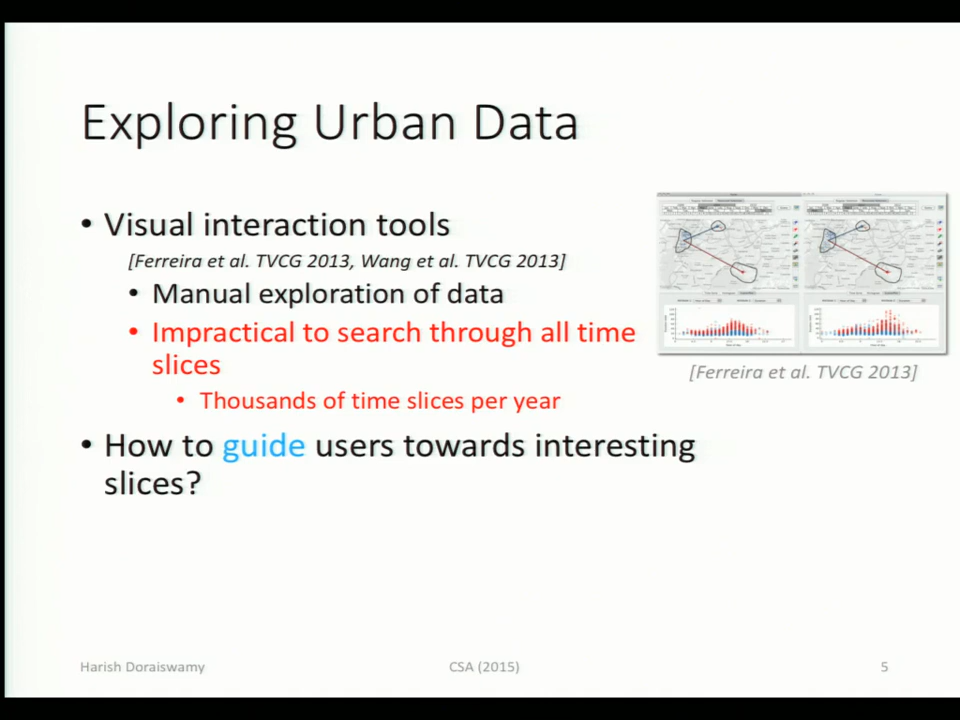 Exploring Urban Data
• Visual interaction tools
[Ferreira et al. TVCG 2013, Wang et al. TVCG 2013]
• Manual exploration of data
• Impractical to search through all time
slices
• Thousands of time slices per year
• How to guide users towards interesting
slices?
[Ferreira et al. TVCG 2013]
Harish Doraiswamy
CSA (2015)
5